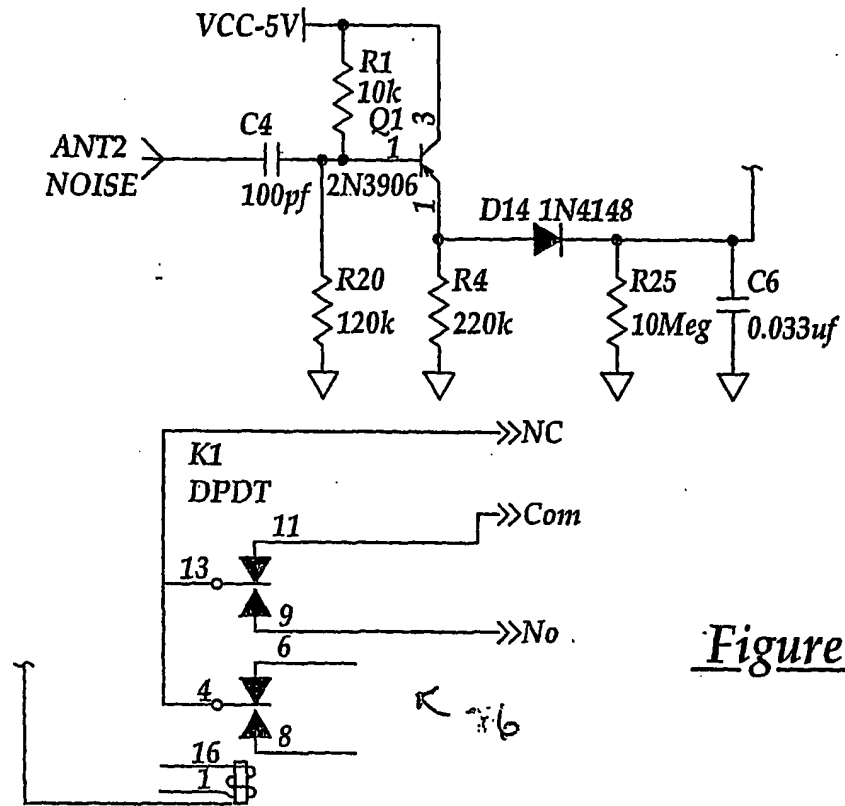 VCC-5V
R1
10k
Q1
3
1
C4
ANT2
NOISE
100pf
2N3906
1
D14 1N4148
R20
120k
R4
220k
R25
10Meg
C6
0.033uf
NC
K1
DPDT
11
Com
13
9
No
6
4
8
16
1
Figure